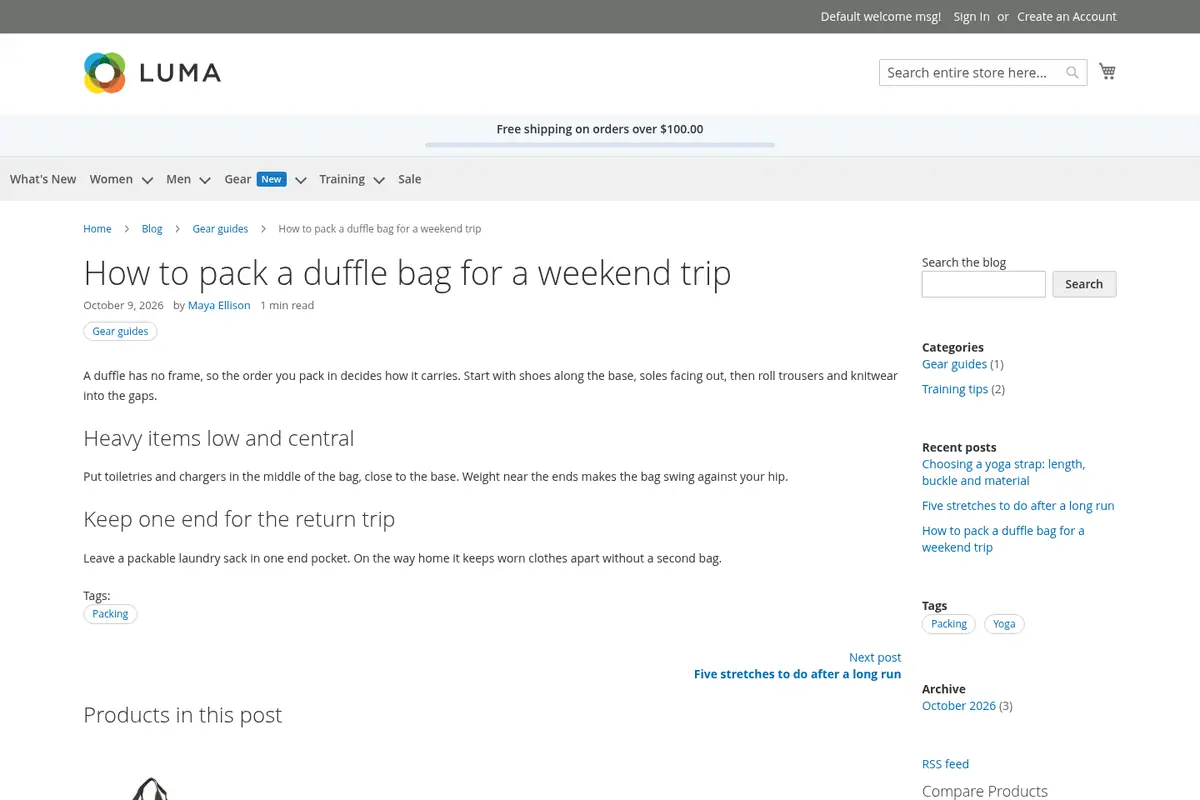 Default welcome msg! Sign In or Create an Account
LUMA
Search entire store here...
Free shipping on orders over $100.00
What's New Women Men Gear New Training Sale
Home > Blog > Gear guides > How to pack a duffle bag for a weekend trip
How to pack a duffle bag for a weekend trip
October 9, 2026 by Maya Ellison 1 min read
Gear guides
A duffle has no frame, so the order you pack in decides how it carries. Start with shoes along the base, soles facing out, then roll trousers and knitwear
into the gaps.
Heavy items low and central
Put toiletries and chargers in the middle of the bag, close to the base. Weight near the ends makes the bag swing against your hip.
Keep one end for the return trip
Leave a packable laundry sack in one end pocket. On the way home it keeps worn clothes apart without a second bag.
Tags:
Packing
Next post
Five stretches to do after a long run
Products in this post
Search the blog
Search
Categories
Gear guides (1)
Training tips (2)
Recent posts
Choosing a yoga strap: length,
buckle and material
Five stretches to do after a long run
How to pack a duffle bag for a
weekend trip
Tags
Packing Yoga
Archive
October 2026 (3)
RSS feed
Compare Products